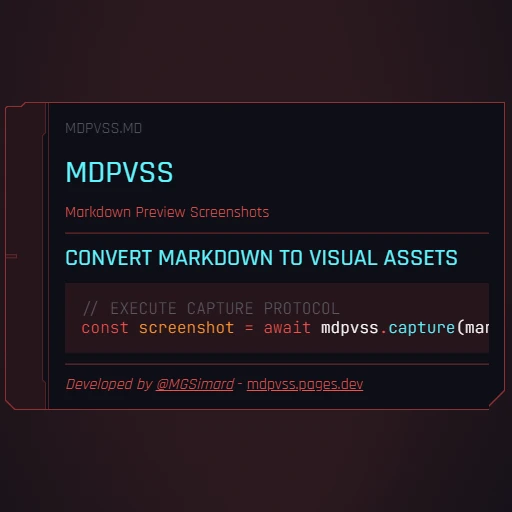 MDPVSS.MD
MDPVSS
Markdown Preview Screenshots
CONVERT MARKDOWN TO VISUAL ASSETS
// EXECUTE CAPTURE PROTOCOL
const screenshot = await mdpvss.capture(mar
Developed by @MGSimard - mdpvss.pages.dev